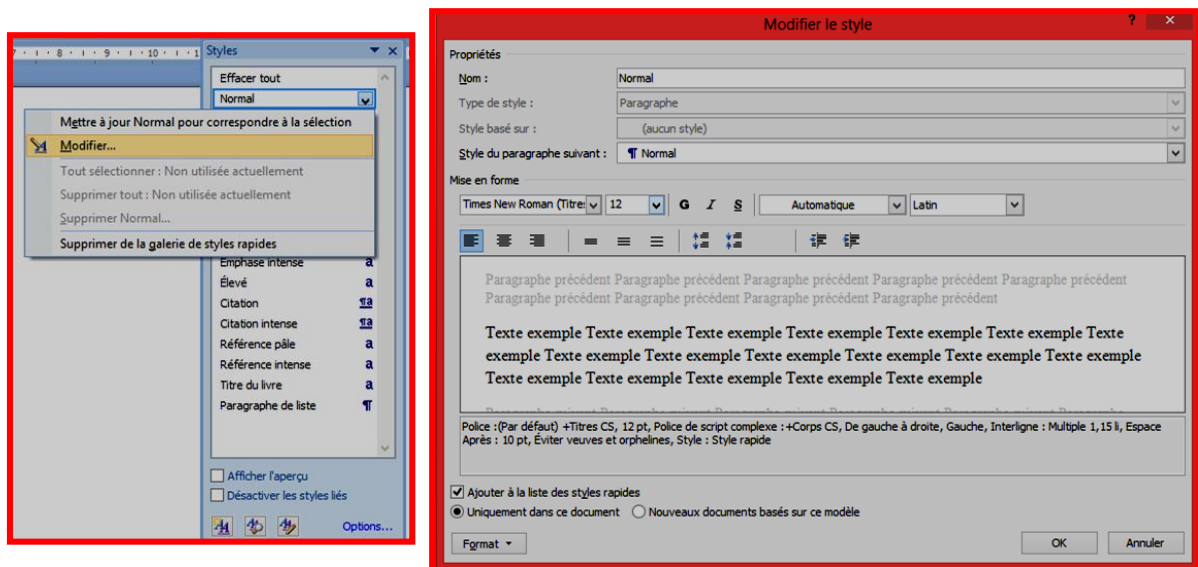 7 · ı · 8 · ı · 9 · ı · 10 · ı · 1
Styles
Effacer tout
Normal
Mettre à jour Normal pour correspondre à la sélection
Modifier...
Tout sélectionner : Non utilisée actuellement
Supprimer tout : Non utilisée actuellement
Supprimer Normal...
Supprimer de la galerie de styles rapides
Emphase intense a
Élevé a
Citation ¶a
Citation intense ¶a
Référence pâle a
Référence intense a
Titre du livre a
Paragraphe de liste ¶
Afficher l'aperçu
Désactiver les styles liés
Options...
Modifier le style
? ×
Propriétés
Nom : Normal
Type de style : Paragraphe
Style basé sur : (aucun style)
Style du paragraphe suivant : ¶ Normal
Mise en forme
Times New Roman (Titre: 12 G I S Automatique Latin
Paragraphe précédent Paragraphe précédent Paragraphe précédent Paragraphe précédent Paragraphe précédent
Paragraphe précédent Paragraphe précédent Paragraphe précédent Paragraphe précédent
Texte exemple Texte exemple Texte exemple Texte exemple Texte exemple Texte exemple Texte
exemple Texte exemple Texte exemple Texte exemple Texte exemple Texte exemple Texte exemple
Texte exemple Texte exemple Texte exemple Texte exemple Texte exemple
Police :(Par défaut) +Titres CS, 12 pt, Police de script complexe : +Corps CS, De gauche à droite, Gauche, Interligne : Multiple 1,15 li, Espace
Après : 10 pt, Éviter veuves et orphelines, Style : Style rapide
Ajouter à la liste des styles rapides
Uniquement dans ce document Nouveaux documents basés sur ce modèle
Format
OK Annuler